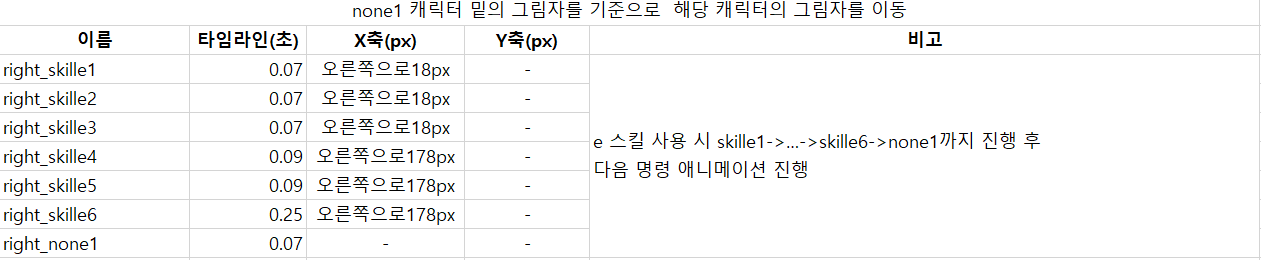 none1 캐릭터 밑의 그림자를 기준으로 해당 캐릭터의 그림자를 이동
이름 타임라인(초) X축(px) Y축(px) 비고
right_skille1 0.07 오른쪽으로18px -
right_skille2 0.07 오른쪽으로18px -
right_skille3 0.07 오른쪽으로18px -
right_skille4 0.09 오른쪽으로178px -
right_skille5 0.09 오른쪽으로178px -
right_skille6 0.25 오른쪽으로178px -
right_none1 0.07 - -
e 스킬 사용 시 skille1->...->skille6->none1까지 진행 후
다음 명령 애니메이션 진행